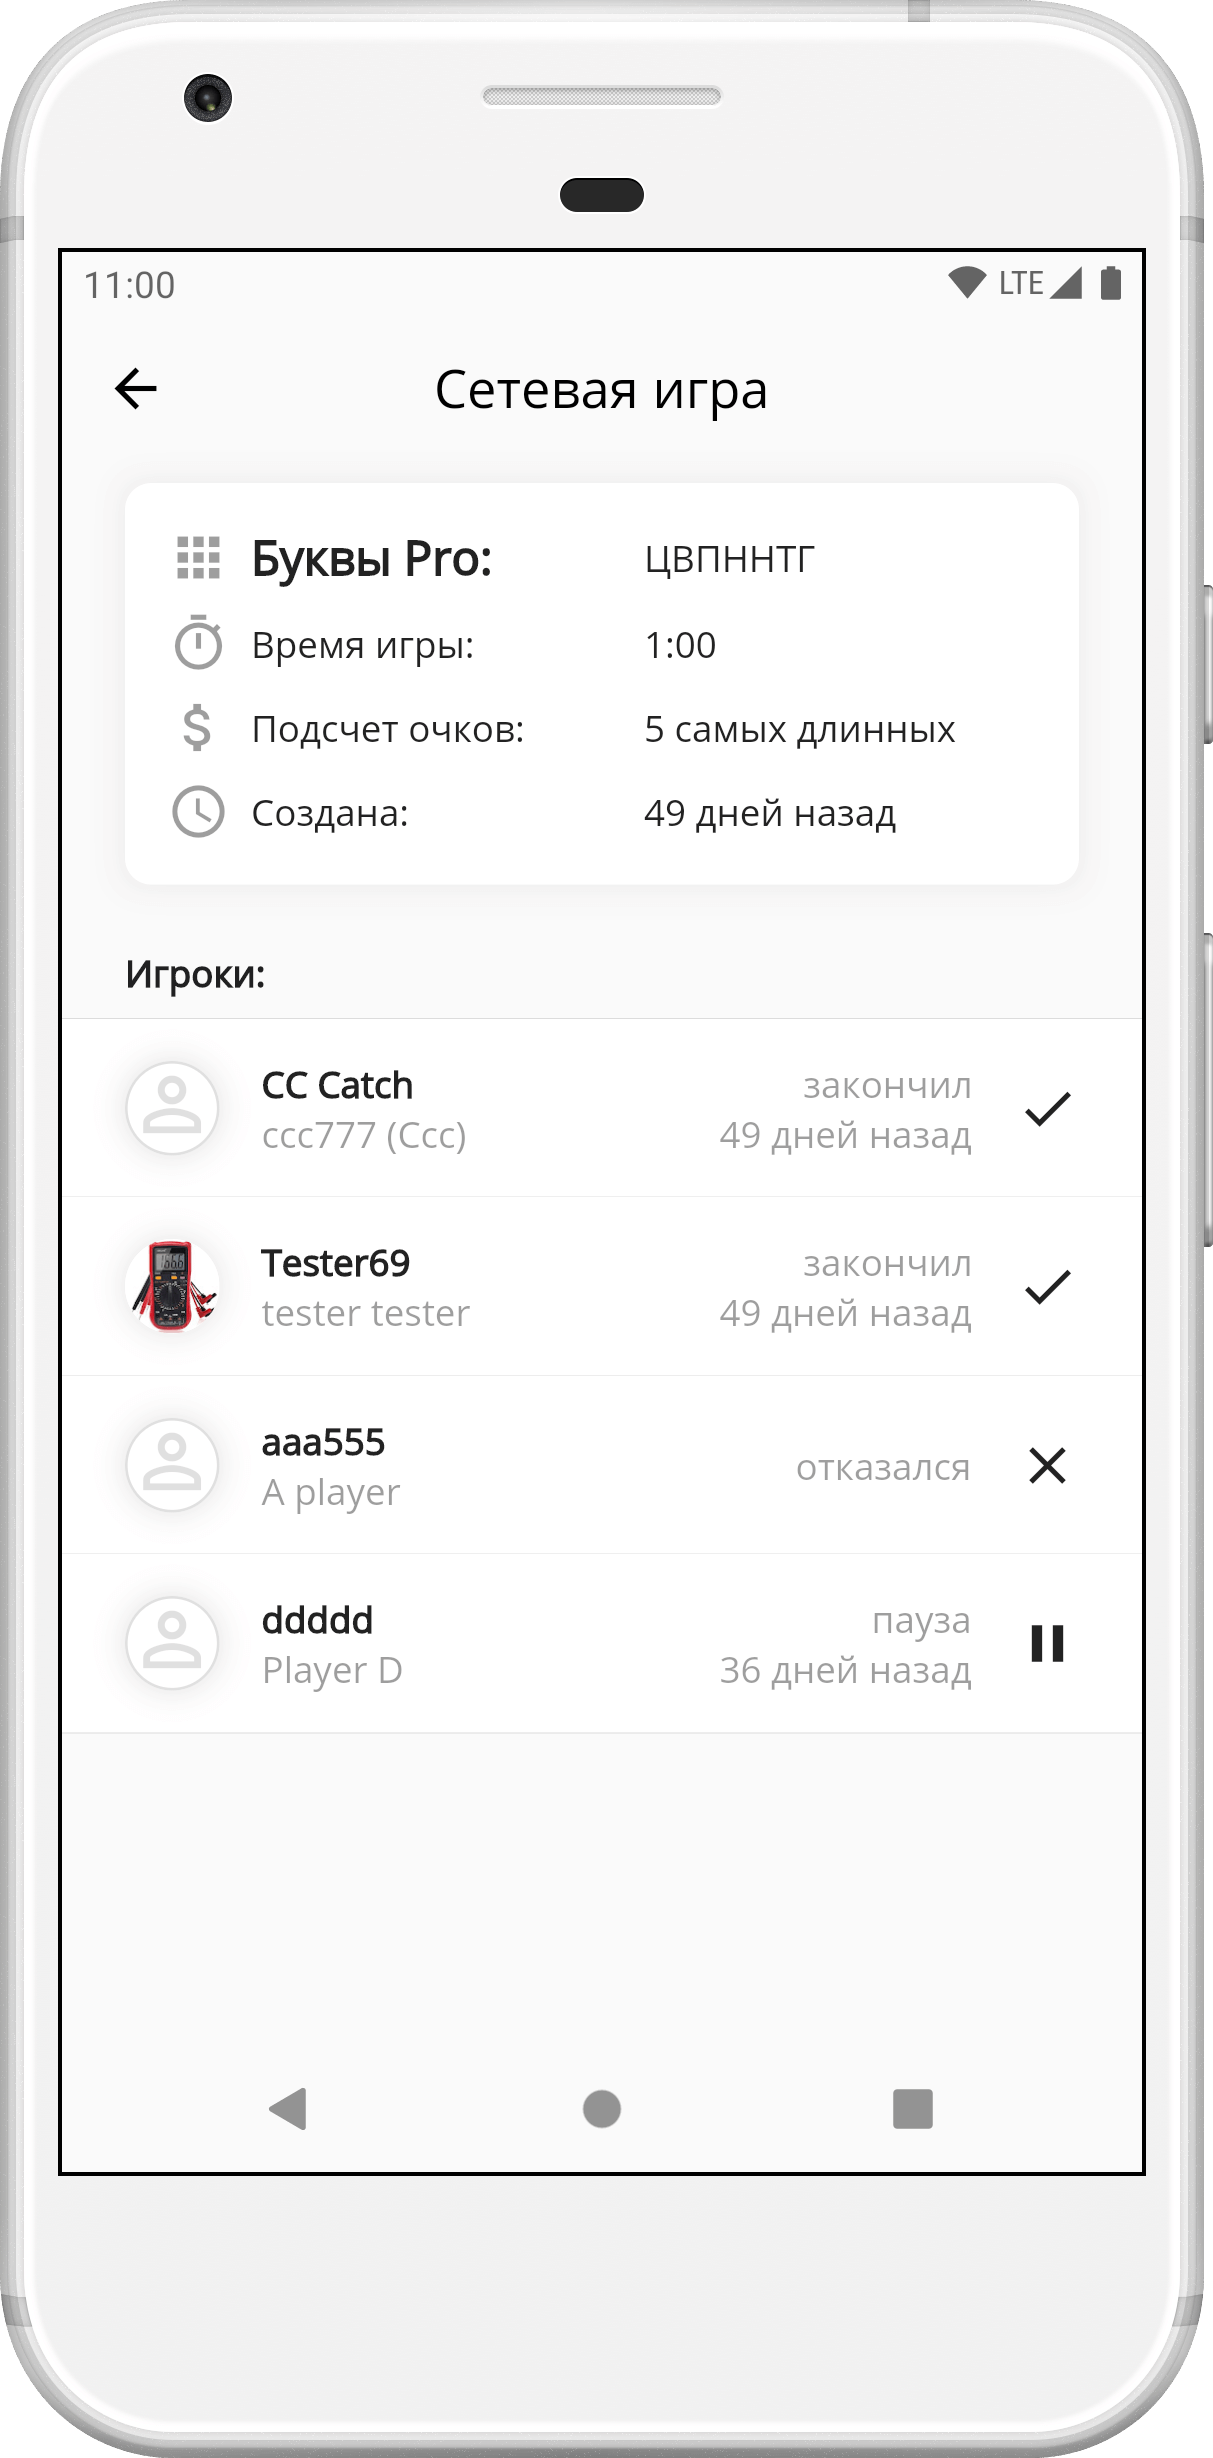 11:00 LTE
Сетевая игра
Буквы Pro: ЦВПННТГ
Время игры: 1:00
Подсчет очков: 5 самых длинных
Создана: 49 дней назад
Игроки:
CC Catch закончил
ccc777 (Ccc) 49 дней назад
Tester69 закончил
tester tester 49 дней назад
aaa555
A player отказался
ddddd пауза
Player D 36 дней назад